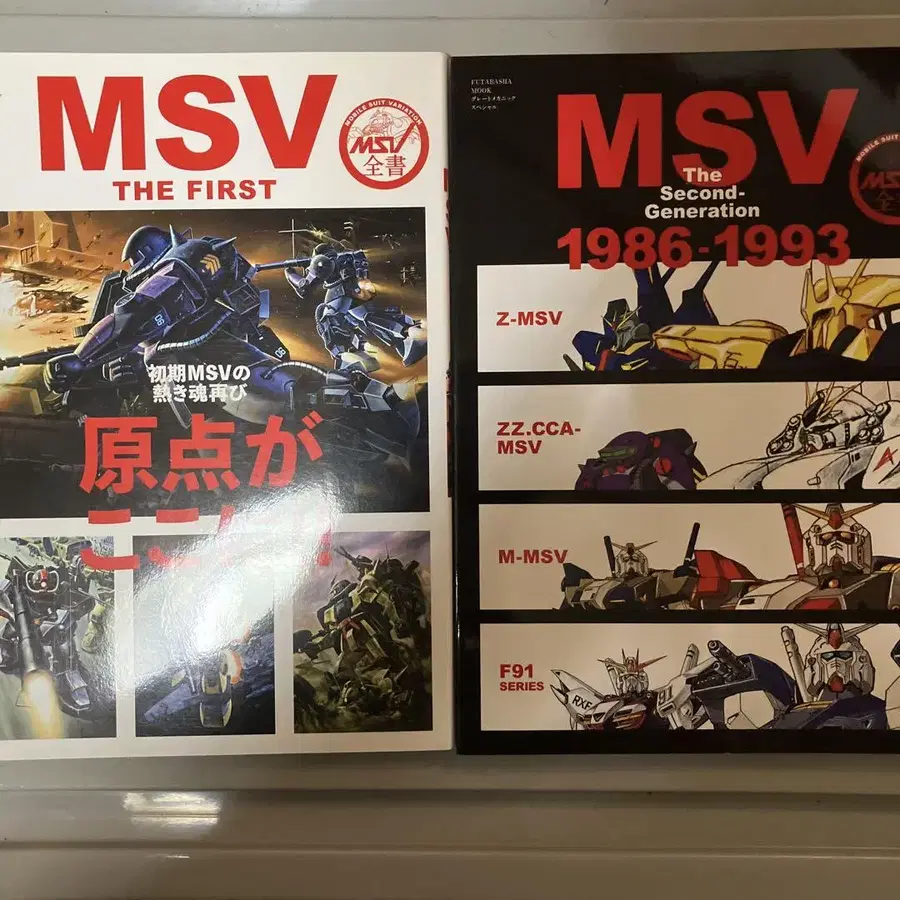 MSV
THE FIRST
MOBILE SUIT VARIATION
MSV
全書
初期MSVの
熱き魂再び
原点が
06
FUTABASHA
MOOK
グレートメカニック
スペシャル
MSV
The
Second-
Generation
1986-1993
Z-MSV
ZZ.CCA-
MSV
M-MSV
F91
SERIES
RXF
91